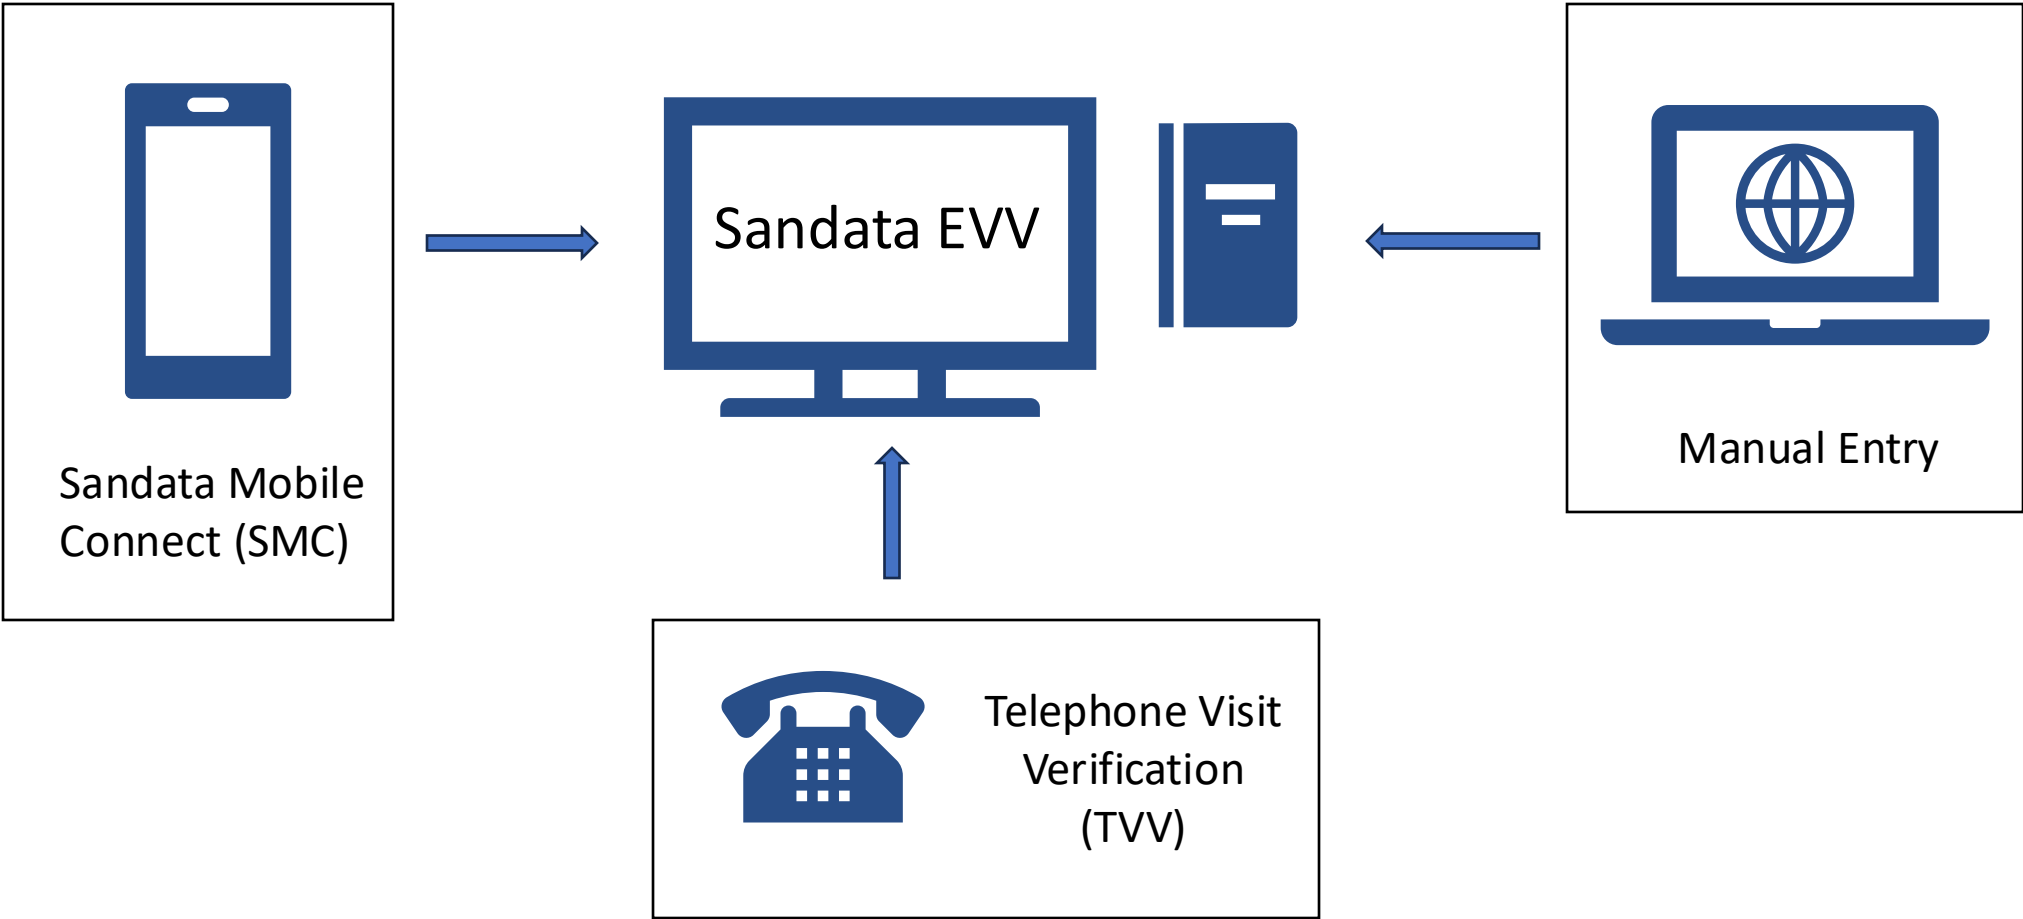 Sandata EVV
Sandata Mobile
Connect (SMC)
Manual Entry
Telephone Visit
Verification
(TVV)